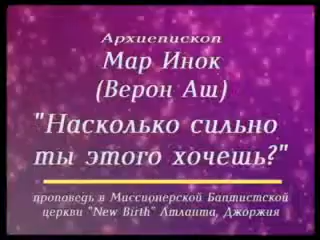 Архиепископ
Мар Инок
(Верон Аш)
"Насколько сильно
ты этого хочешь?"
проповедь в Миссионерской Баптистской
церкви "New Birth" Атланта, Джоржия